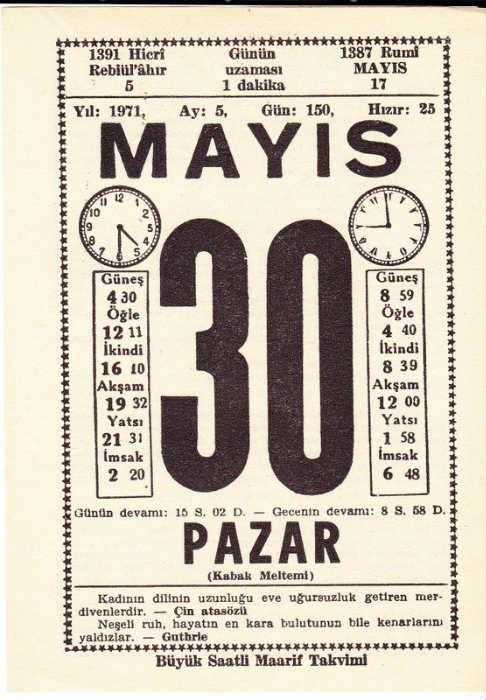 1391 Hicrî Günün 1387 Rumî
Rebiül'âhır uzaması MAYIS
5 1 dakika 17
Yıl: 1971, Ay: 5, Gün: 150, Hızır: 25
MAYIS
30
Güneş
4 30
Öğle
12 11
İkindi
16 10
Akşam
19 32
Yatsı
21 31
İmsak
2 20
Güneş
8 59
Öğle
4 40
İkindi
8 39
Akşam
12 00
Yatsı
1 58
İmsak
6 48
Günün devamı: 15 S. 02 D. — Gecenin devamı: 8 S. 58 D.
PAZAR
(Kabak Meltemi)
Kadının dilinin uzunluğu eve uğursuzluk getiren mer-
divenlerdir. — Çin atasözü
Neşeli ruh, hayatın en kara bulutunun bile kenarlarını
yaldızlar. — Guthrie
Büyük Saatli Maarif Takvimi